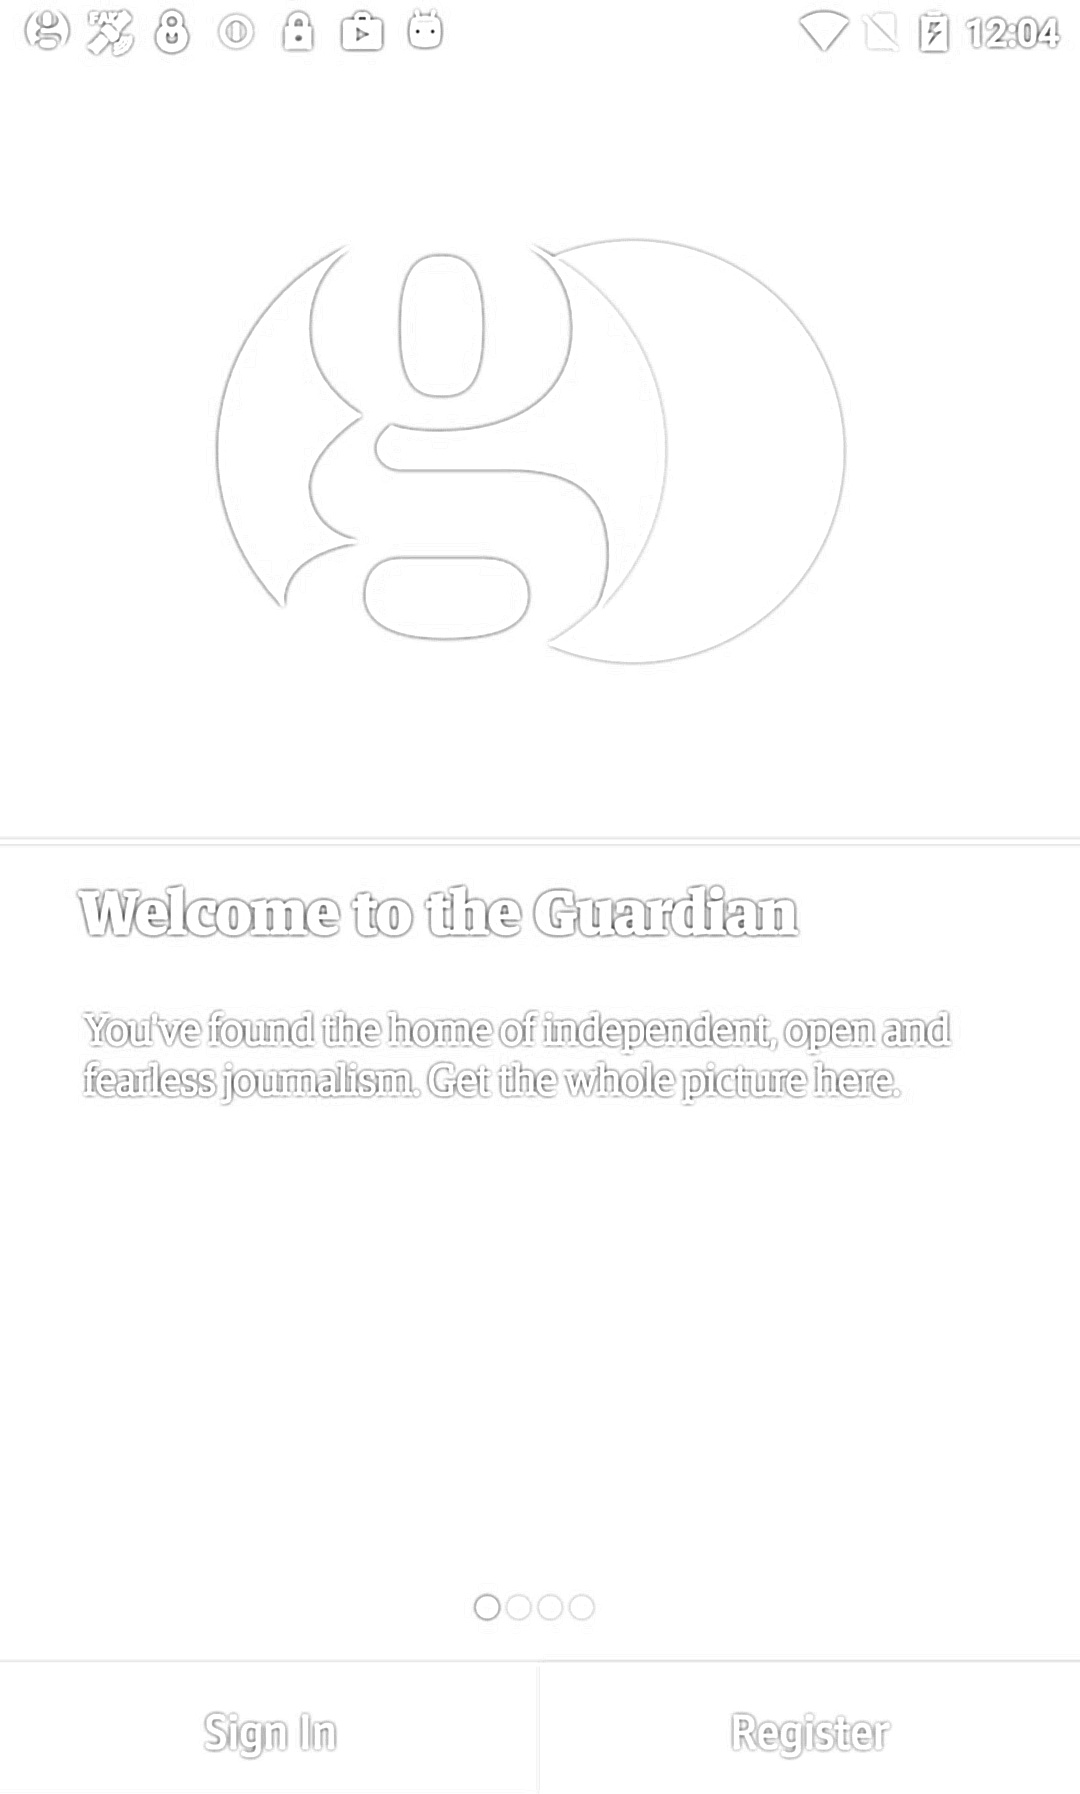 FAV
12:04
Welcome to the Guardian
You've found the home of independent, open and
fearless journalism. Get the whole picture here.
Sign In
Register